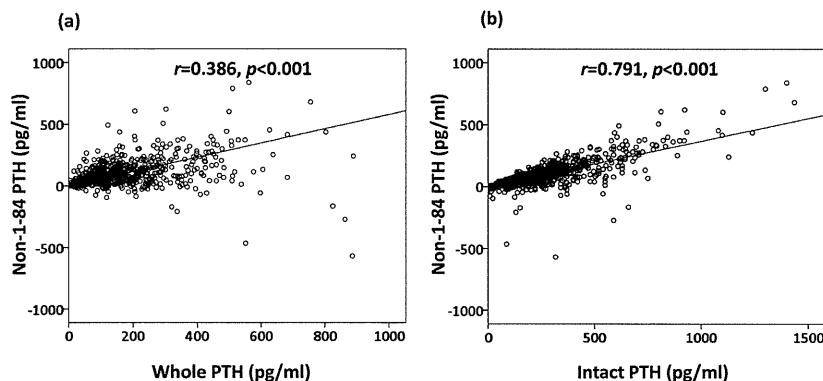 (a)
r=0.386, p<0.001
1000
500
0
-500
-1000
Non-1-84 PTH (pg/ml)
0 200 400 600 800 1000
Whole PTH (pg/ml)
(b)
r=0.791, p<0.001
1000
500
0
-500
-1000
Non-1-84 PTH (pg/ml)
0 500 1000 1500
Intact PTH (pg/ml)